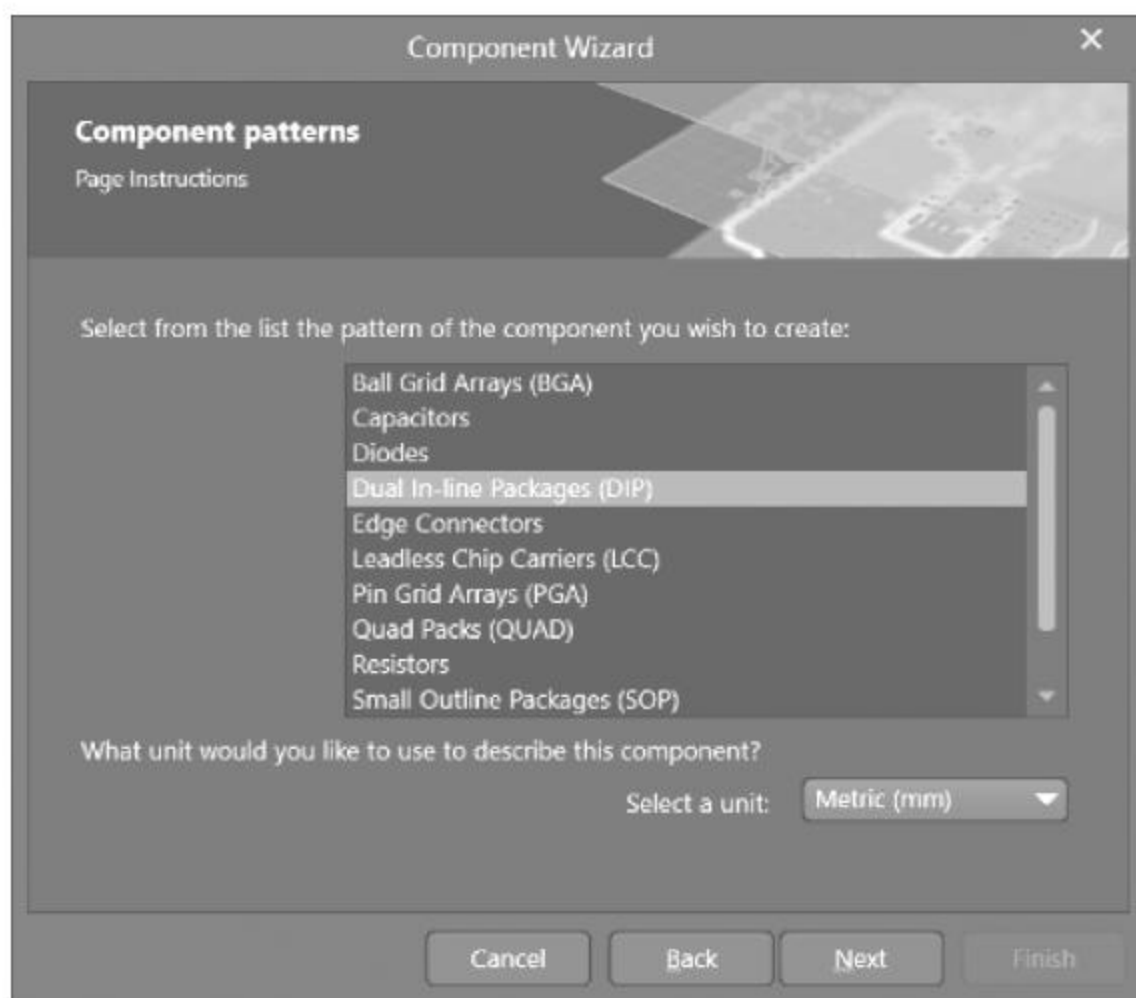 Component Wizard
Component patterns
Page Instructions
Select from the list the pattern of the component you wish to create:
Ball Grid Arrays (BGA)
Capacitors
Diodes
Dual In-line Packages (DIP)
Edge Connectors
Leadless Chip Carriers (LCC)
Pin Grid Arrays (PGA)
Quad Packs (QUAD)
Resistors
Small Outline Packages (SOP)
What unit would you like to use to describe this component?
Select a unit: Metric (mm)
Cancel Back Next Finish